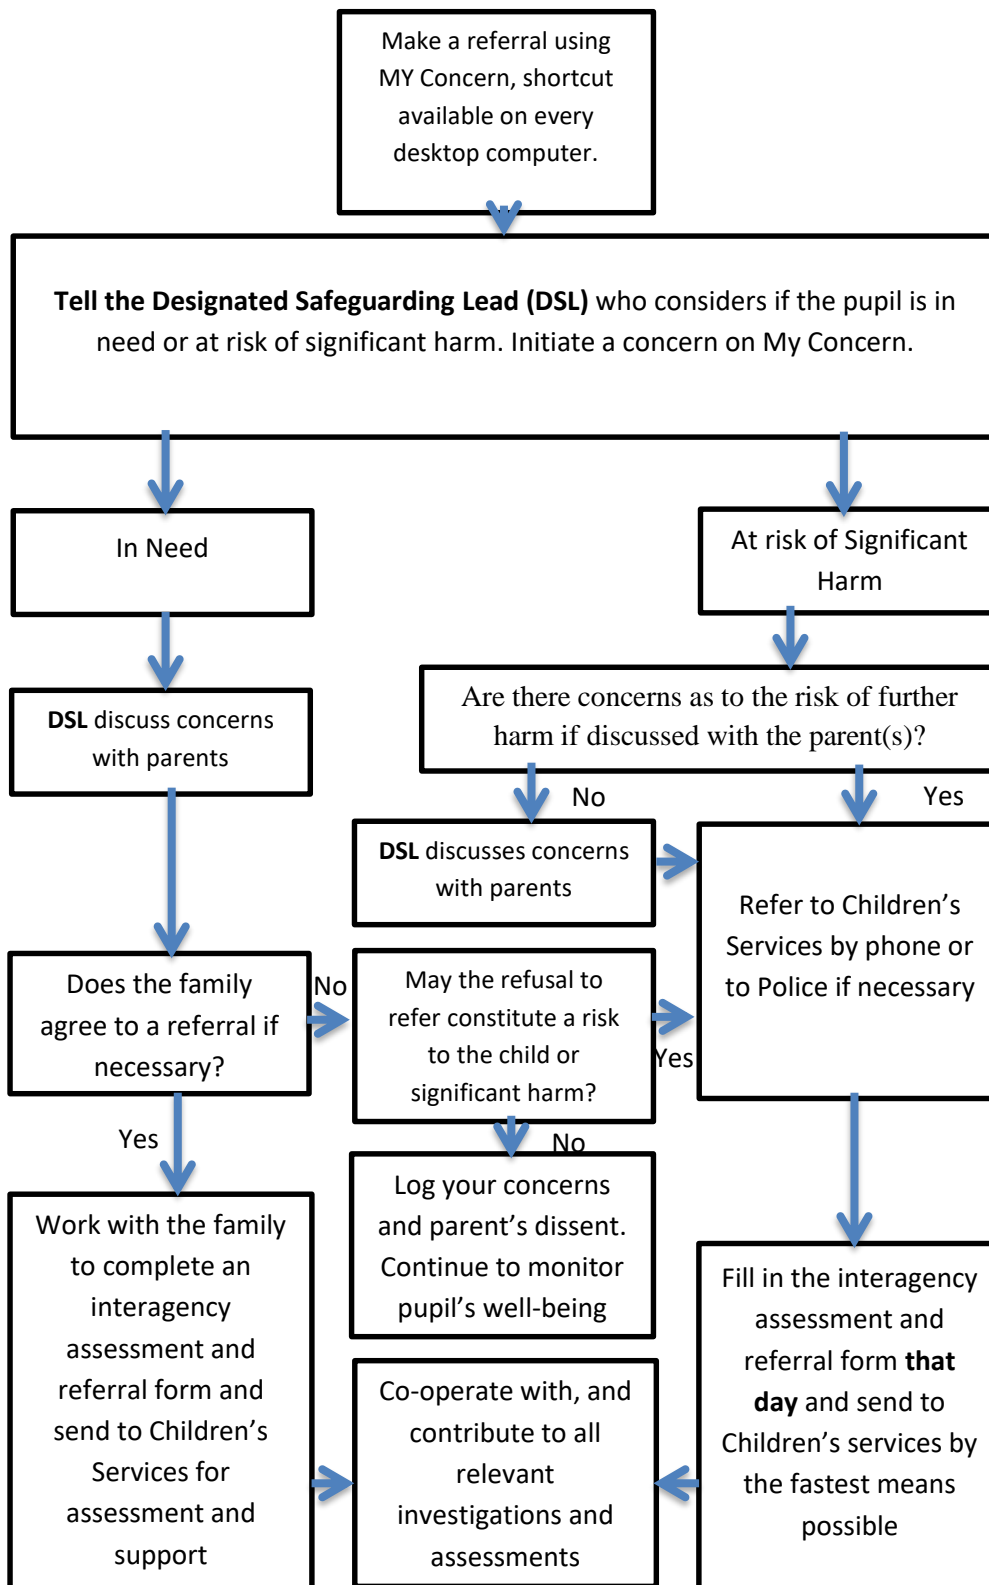 Make a referral using
MY Concern, shortcut
available on every
desktop computer.
Tell the Designated Safeguarding Lead (DSL) who considers if the pupil is in
need or at risk of significant harm. Initiate a concern on My Concern.
In Need
At risk of Significant
Harm
DSL discuss concerns
with parents
Are there concerns as to the risk of further
harm if discussed with the parent(s)?
No
Yes
DSL discusses concerns
with parents
Refer to Children’s
Services by phone or
to Police if necessary
Does the family
agree to a referral if
necessary?
No
May the refusal to
refer constitute a risk
to the child or
significant harm?
Yes
Yes
No
Log your concerns
and parent’s dissent.
Continue to monitor
pupil’s well-being
Work with the family
to complete an
interagency
assessment and
referral form and
send to Children’s
Services for
assessment and
support
Co-operate with, and
contribute to all
relevant
investigations and
assessments
Fill in the interagency
assessment and
referral form that
day and send to
Children’s services by
the fastest means
possible